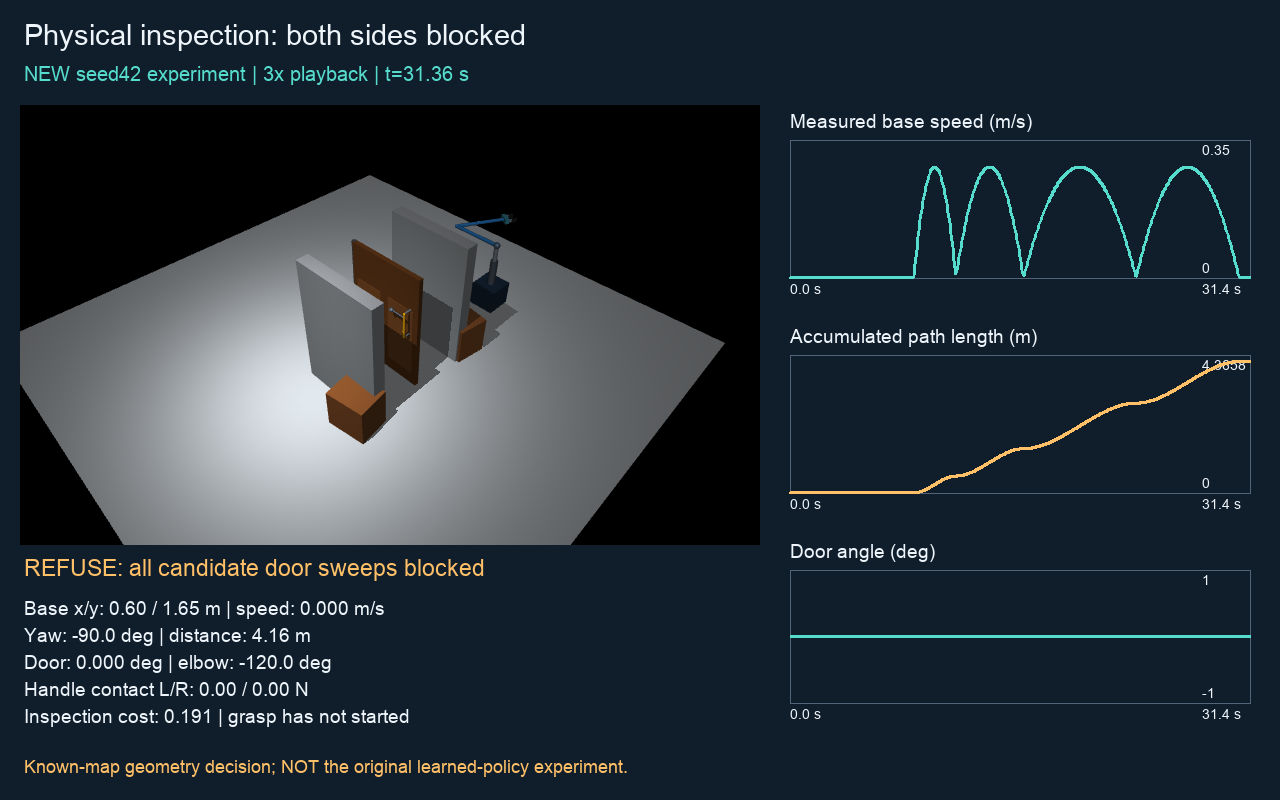 Physical inspection: both sides blocked
NEW seed42 experiment | 3x playback | t=31.36 s
Measured base speed (m/s)
0.35
0
0.0 s
31.4 s
Accumulated path length (m)
4.3658
0
0.0 s
31.4 s
Door angle (deg)
1
-1
0.0 s
31.4 s
REFUSE: all candidate door sweeps blocked
Base x/y: 0.60 / 1.65 m | speed: 0.000 m/s
Yaw: -90.0 deg | distance: 4.16 m
Door: 0.000 deg | elbow: -120.0 deg
Handle contact L/R: 0.00 / 0.00 N
Inspection cost: 0.191 | grasp has not started
Known-map geometry decision; NOT the original learned-policy experiment.